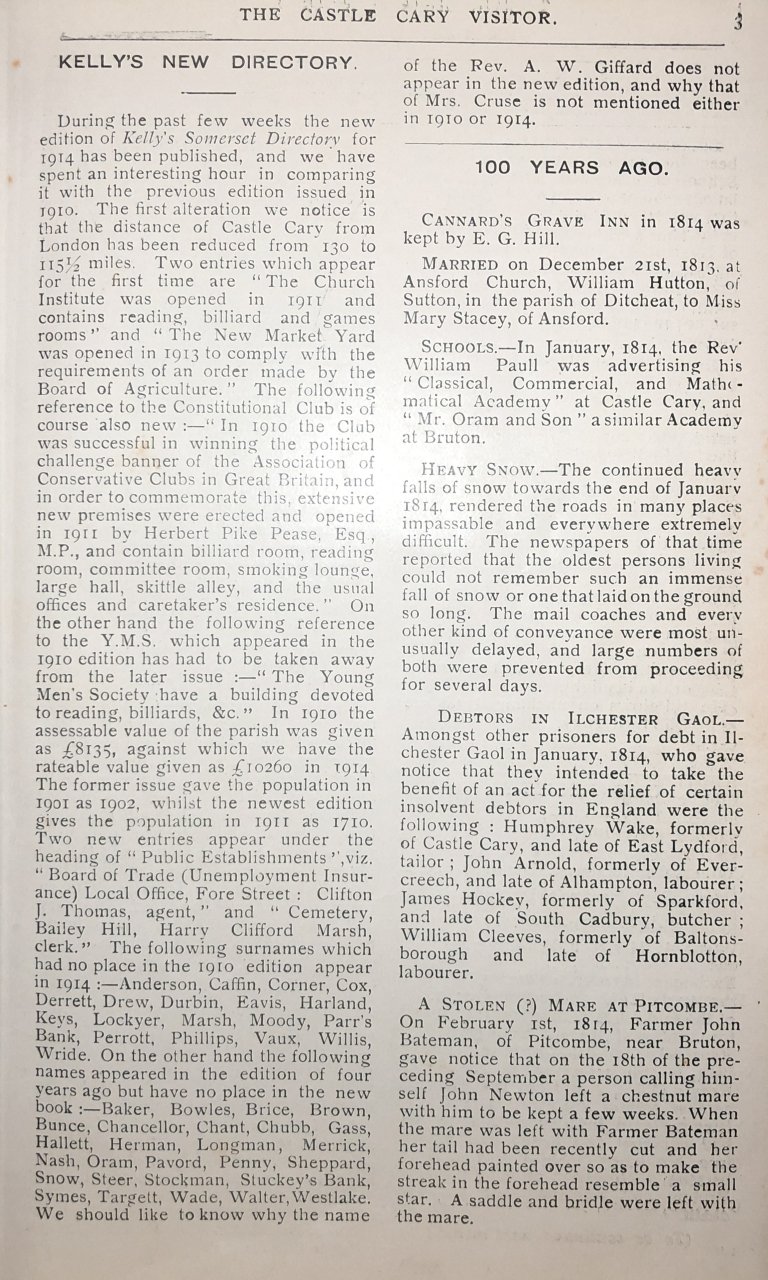 THE CASTLE CARY VISITOR.
3
KELLY'S NEW DIRECTORY.
During the past few weeks the new
edition of Kelly's Somerset Directory for
1914 has been published, and we have
spent an interesting hour in comparing
it with the previous edition issued in
1910. The first alteration we notice is
that the distance of Castle Cary from
London has been reduced from 130 to
115½ miles. Two entries which appear
for the first time are "The Church
Institute was opened in 1911 and
contains reading, billiard and games
rooms" and "The New Market Yard
was opened in 1913 to comply with the
requirements of an order made by the
Board of Agriculture." The following
reference to the Constitutional Club is of
course also new :—"In 1910 the Club
was successful in winning the political
challenge banner of the Association of
Conservative Clubs in Great Britain, and
in order to commemorate this, extensive
new premises were erected and opened
in 1911 by Herbert Pike Pease, Esq.,
M.P., and contain billiard room, reading
room, committee room, smoking lounge,
large hall, skittle alley, and the usual
offices and caretaker's residence." On
the other hand the following reference
to the Y.M.S. which appeared in the
1910 edition has had to be taken away
from the later issue :—"The Young
Men's Society have a building devoted
to reading, billiards, &c." In 1910 the
assessable value of the parish was given
as £8135, against which we have the
rateable value given as £10260 in 1914
The former issue gave the population in
1901 as 1902, whilst the newest edition
gives the population in 1911 as 1710.
Two new entries appear under the
heading of "Public Establishments", viz.
"Board of Trade (Unemployment Insur-
ance) Local Office, Fore Street : Clifton
J. Thomas, agent," and "Cemetery,
Bailey Hill, Harry Clifford Marsh,
clerk." The following surnames which
had no place in the 1910 edition appear
in 1914 :—Anderson, Caffin, Corner, Cox,
Derrett, Drew, Durbin, Eavis, Harland,
Keys, Lockyer, Marsh, Moody, Parr's
Bank, Perrott, Phillips, Vaux, Willis,
Wride. On the other hand the following
names appeared in the edition of four
years ago but have no place in the new
book :—Baker, Bowles, Brice, Brown,
Bunce, Chancellor, Chant, Chubb, Gass,
Hallett, Herman, Longman, Merrick,
Nash, Oram, Pavord, Penny, Sheppard,
Snow, Steer, Stockman, Stuckey's Bank,
Symes, Targett, Wade, Walter, Westlake.
We should like to know why the name
of the Rev. A. W. Giffard does not
appear in the new edition, and why that
of Mrs. Cruse is not mentioned either
in 1910 or 1914.
100 YEARS AGO.
CANNARD'S GRAVE INN in 1814 was
kept by E. G. Hill.
MARRIED on December 21st, 1813, at
Ansford Church, William Hutton, of
Sutton, in the parish of Ditcheat, to Miss
Mary Stacey, of Ansford.
SCHOOLS.—In January, 1814, the Rev'
William Paull was advertising his
"Classical, Commercial, and Mathe-
matical Academy" at Castle Cary, and
"Mr. Oram and Son" a similar Academy
at Bruton.
HEAVY SNOW.—The continued heavy
falls of snow towards the end of January
1814, rendered the roads in many places
impassable and everywhere extremely
difficult. The newspapers of that time
reported that the oldest persons living
could not remember such an immense
fall of snow or one that laid on the ground
so long. The mail coaches and every
other kind of conveyance were most un-
usually delayed, and large numbers of
both were prevented from proceeding
for several days.
DEBTORS IN ILCHESTER GAOL.—
Amongst other prisoners for debt in Il-
chester Gaol in January, 1814, who gave
notice that they intended to take the
benefit of an act for the relief of certain
insolvent debtors in England were the
following : Humphrey Wake, formerly
of Castle Cary, and late of East Lydford,
tailor ; John Arnold, formerly of Ever-
creech, and late of Alhampton, labourer ;
James Hockey, formerly of Sparkford,
and late of South Cadbury, butcher ;
William Cleeves, formerly of Baltons-
borough and late of Hornblotton,
labourer.
A STOLEN (?) MARE AT PITCOMBE.—
On February 1st, 1814, Farmer John
Bateman, of Pitcombe, near Bruton,
gave notice that on the 18th of the pre-
ceding September a person calling him-
self John Newton left a chestnut mare
with him to be kept a few weeks. When
the mare was left with Farmer Bateman
her tail had been recently cut and her
forehead painted over so as to make the
streak in the forehead resemble a small
star. A saddle and bridle were left with
the mare.